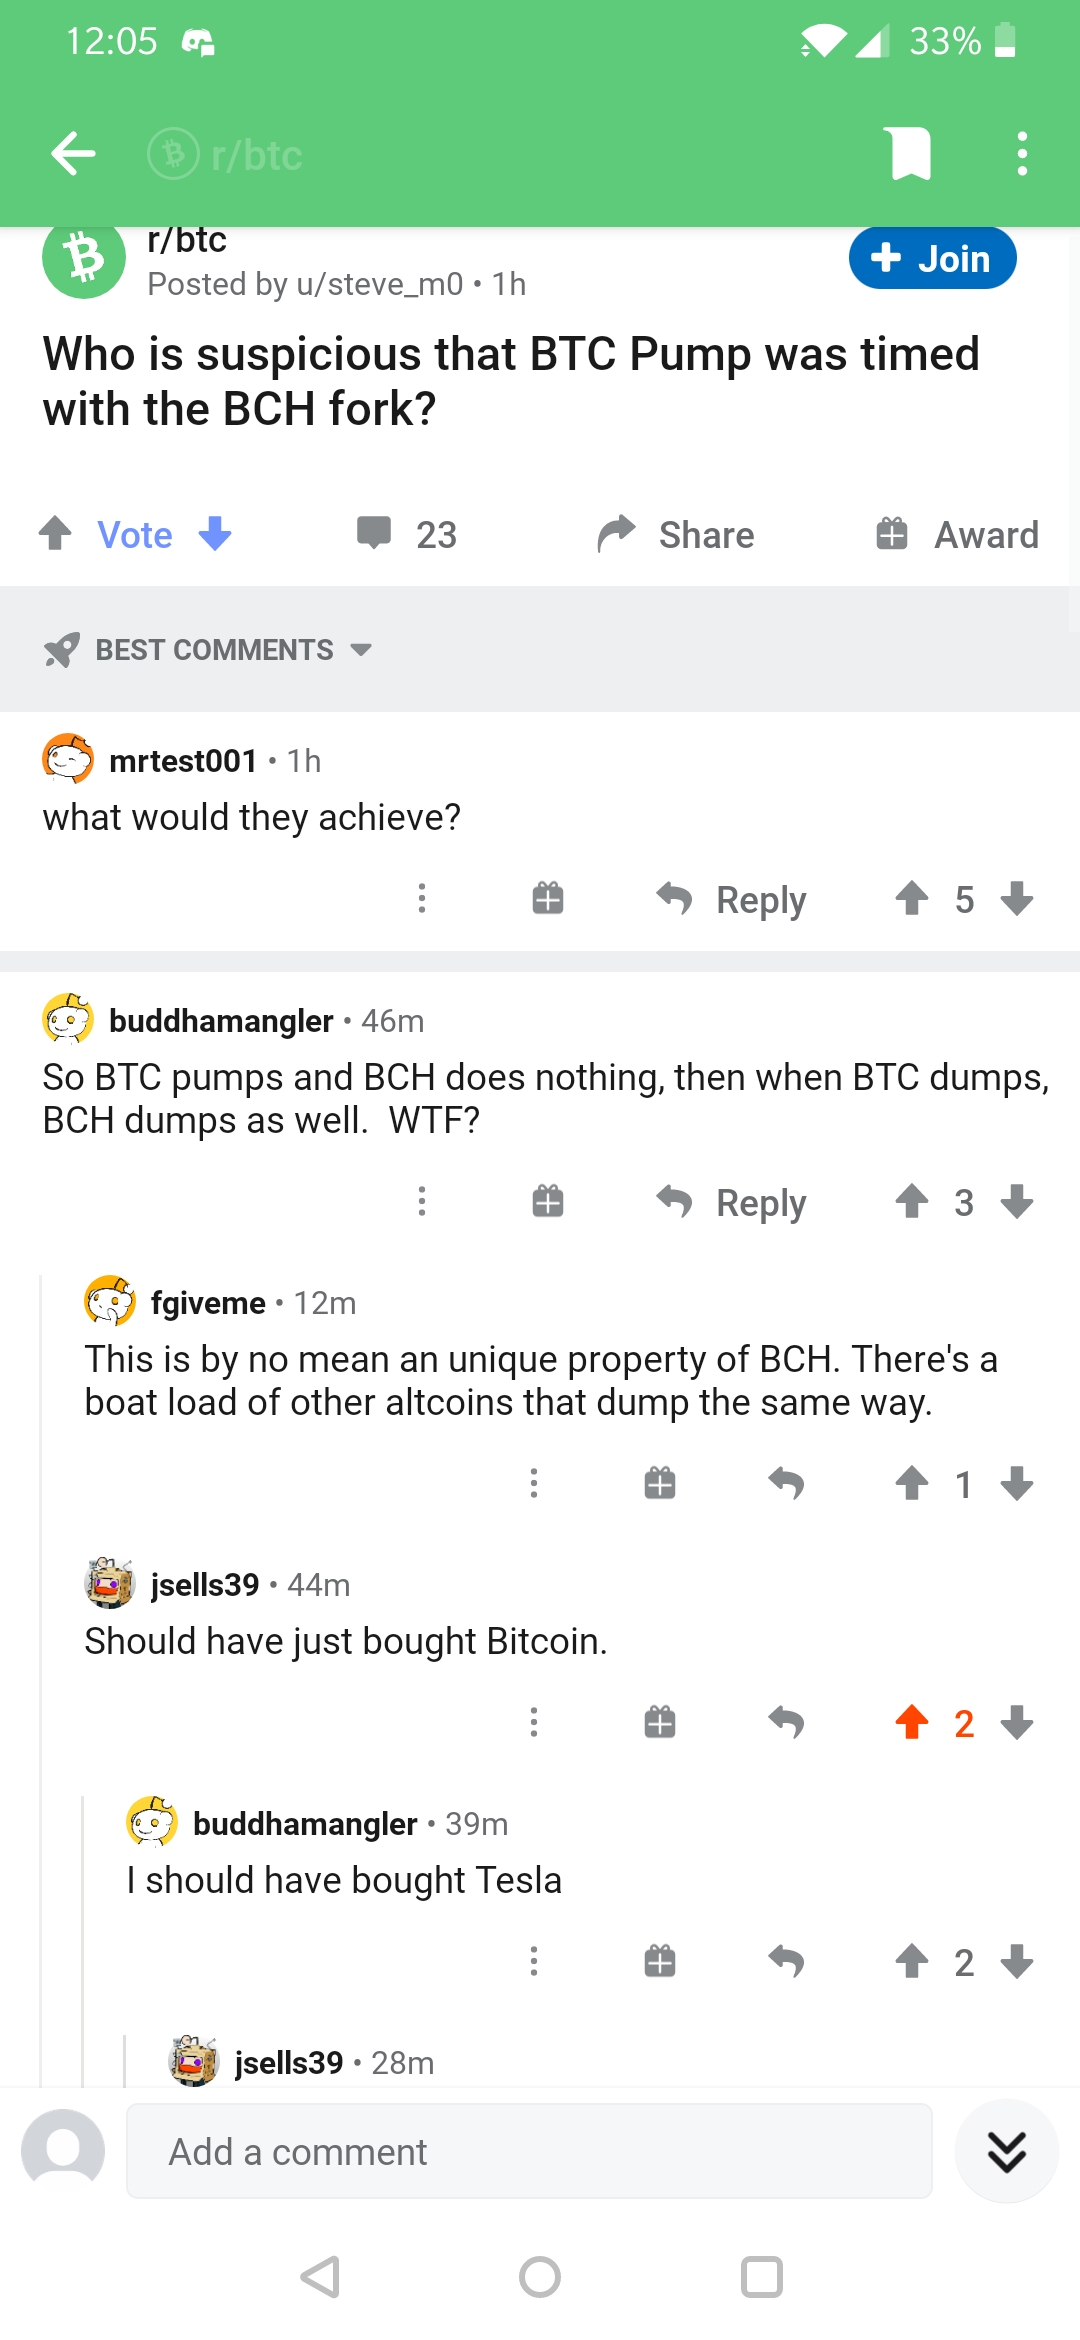 12:05
33%
r/btc
r/btc
Posted by u/steve_m0 • 1h
Join
Who is suspicious that BTC Pump was timed
with the BCH fork?
Vote
23
Share
Award
BEST COMMENTS
mrtest001 • 1h
what would they achieve?
Reply
5
buddhamangler • 46m
So BTC pumps and BCH does nothing, then when BTC dumps,
BCH dumps as well.  WTF?
Reply
3
fgiveme • 12m
This is by no mean an unique property of BCH. There's a
boat load of other altcoins that dump the same way.
1
jsells39 • 44m
Should have just bought Bitcoin.
2
buddhamangler • 39m
I should have bought Tesla
2
jsells39 • 28m
Add a comment